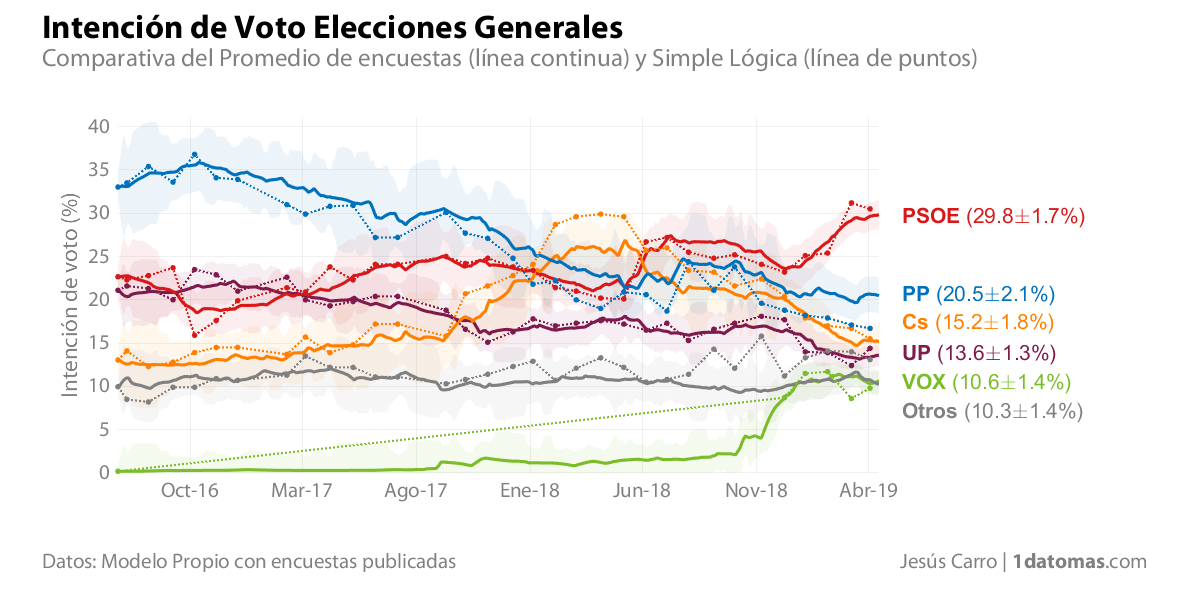 Intención de Voto Elecciones Generales
Comparativa del Promedio de encuestas (línea continua) y Simple Lógica (línea de puntos)
Intención de voto (%)
40
35
30
25
20
15
10
5
0
Oct-16 Mar-17 Ago-17 Ene-18 Jun-18 Nov-18 Abr-19
PSOE (29.8±1.7%)
PP (20.5±2.1%)
Cs (15.2±1.8%)
UP (13.6±1.3%)
VOX (10.6±1.4%)
Otros (10.3±1.4%)
Datos: Modelo Propio con encuestas publicadas
Jesús Carro | 1datomas.com